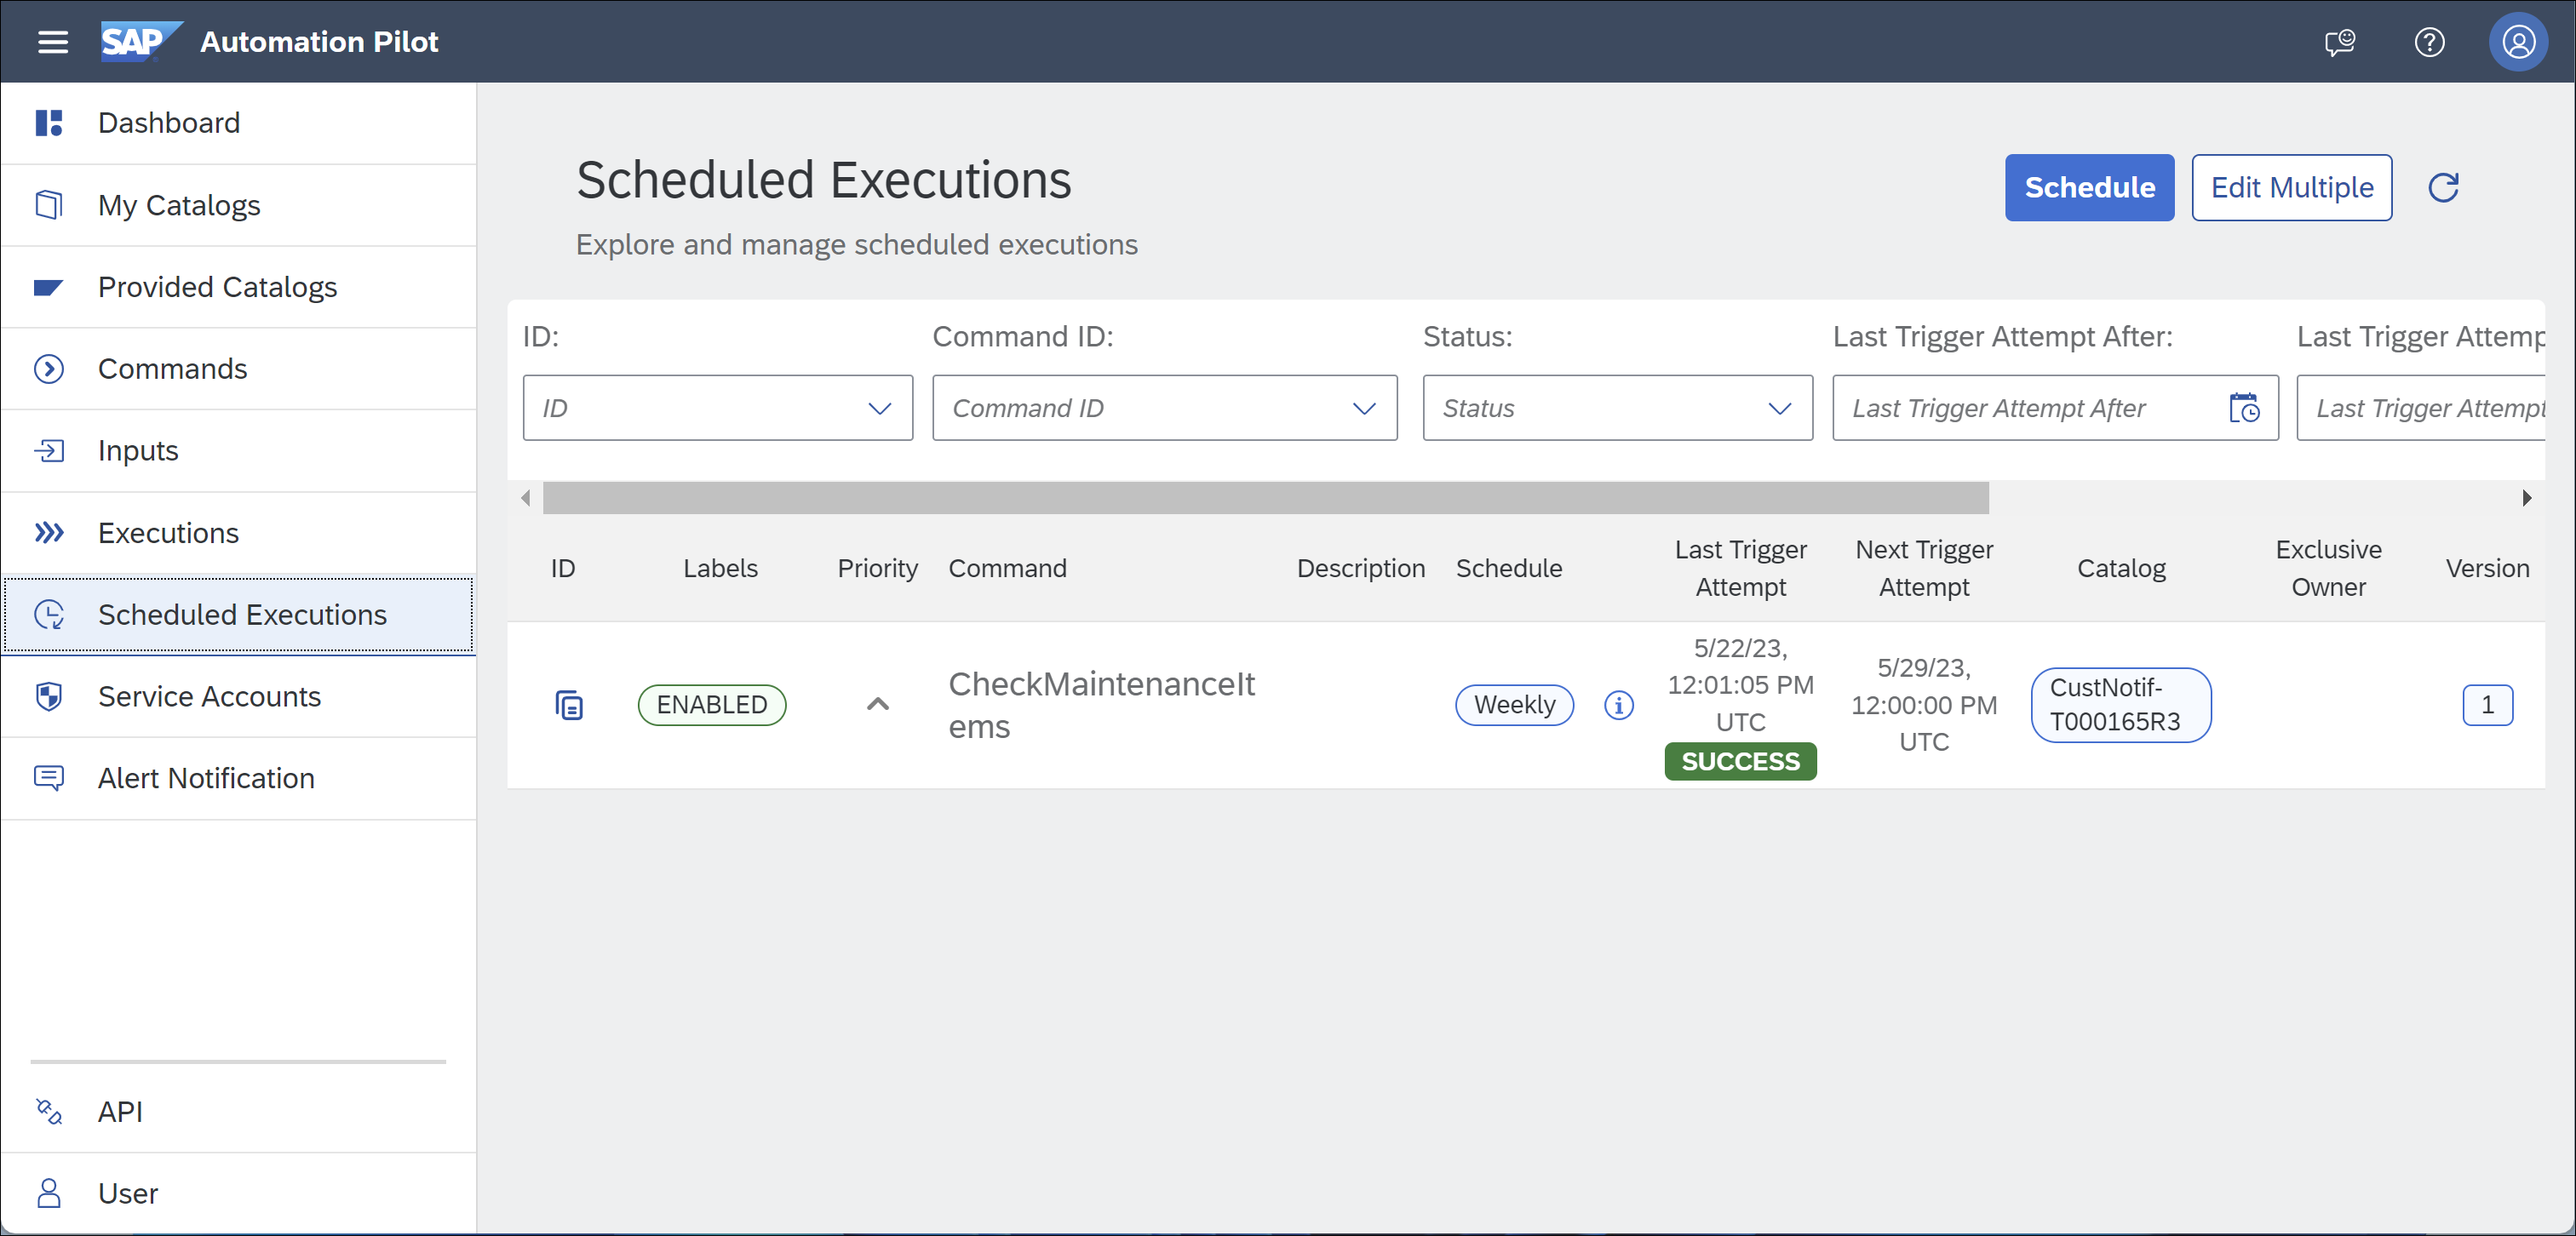 SAP Automation Pilot
Dashboard
My Catalogs
Provided Catalogs
Commands
Inputs
Executions
Scheduled Executions
Service Accounts
Alert Notification
API
User
Scheduled Executions
Explore and manage scheduled executions
Schedule
Edit Multiple
ID:
Command ID:
Status:
Last Trigger Attempt After:
Last Trigger Attemp
ID
Command ID
Status
Last Trigger Attempt After
Last Trigger Attempt
ID
Labels
Priority
Command
Description
Schedule
Last Trigger
Attempt
Next Trigger
Attempt
Catalog
Exclusive
Owner
Version
ENABLED
CheckMaintenanceIt
ems
Weekly
5/22/23,
12:01:05 PM
UTC
SUCCESS
5/29/23,
12:00:00 PM
UTC
CustNotif-
T000165R3
1